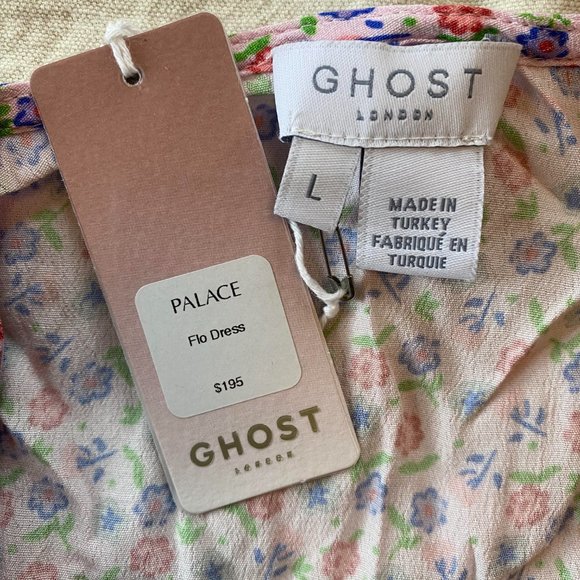 PALACE
Flo Dress
$195
GHOST
LONDON
GHOST
LONDON
L
MADE IN
TURKEY
FABRIQUÉ EN
TURQUIE